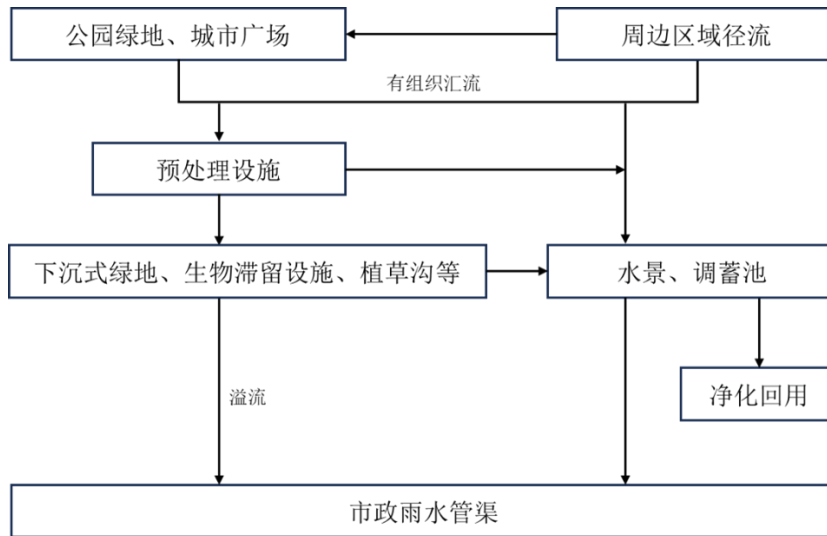 公园绿地、城市广场
周边区域径流
有组织汇流
预处理设施
下沉式绿地、生物滞留设施、植草沟等
水景、调蓄池
净化回用
溢流
市政雨水管渠